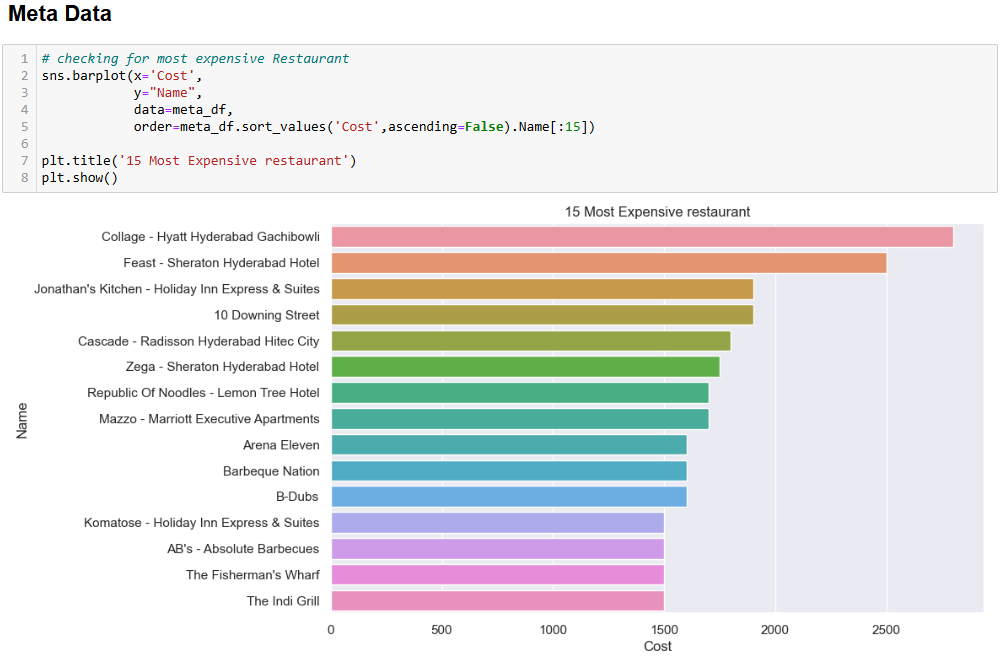 Meta Data
1 # checking for most expensive Restaurant
2 sns.barplot(x='Cost',
3             y="Name",
4             data=meta_df,
5             order=meta_df.sort_values('Cost',ascending=False).Name[:15])
6
7 plt.title('15 Most Expensive restaurant')
8 plt.show()
15 Most Expensive restaurant
Collage - Hyatt Hyderabad Gachibowli
Feast - Sheraton Hyderabad Hotel
Jonathan's Kitchen - Holiday Inn Express & Suites
10 Downing Street
Cascade - Radisson Hyderabad Hitec City
Zega - Sheraton Hyderabad Hotel
Republic Of Noodles - Lemon Tree Hotel
Mazzo - Marriott Executive Apartments
Arena Eleven
Barbeque Nation
B-Dubs
Komatose - Holiday Inn Express & Suites
AB's - Absolute Barbecues
The Fisherman's Wharf
The Indi Grill
Name
0 500 1000 1500 2000 2500
Cost